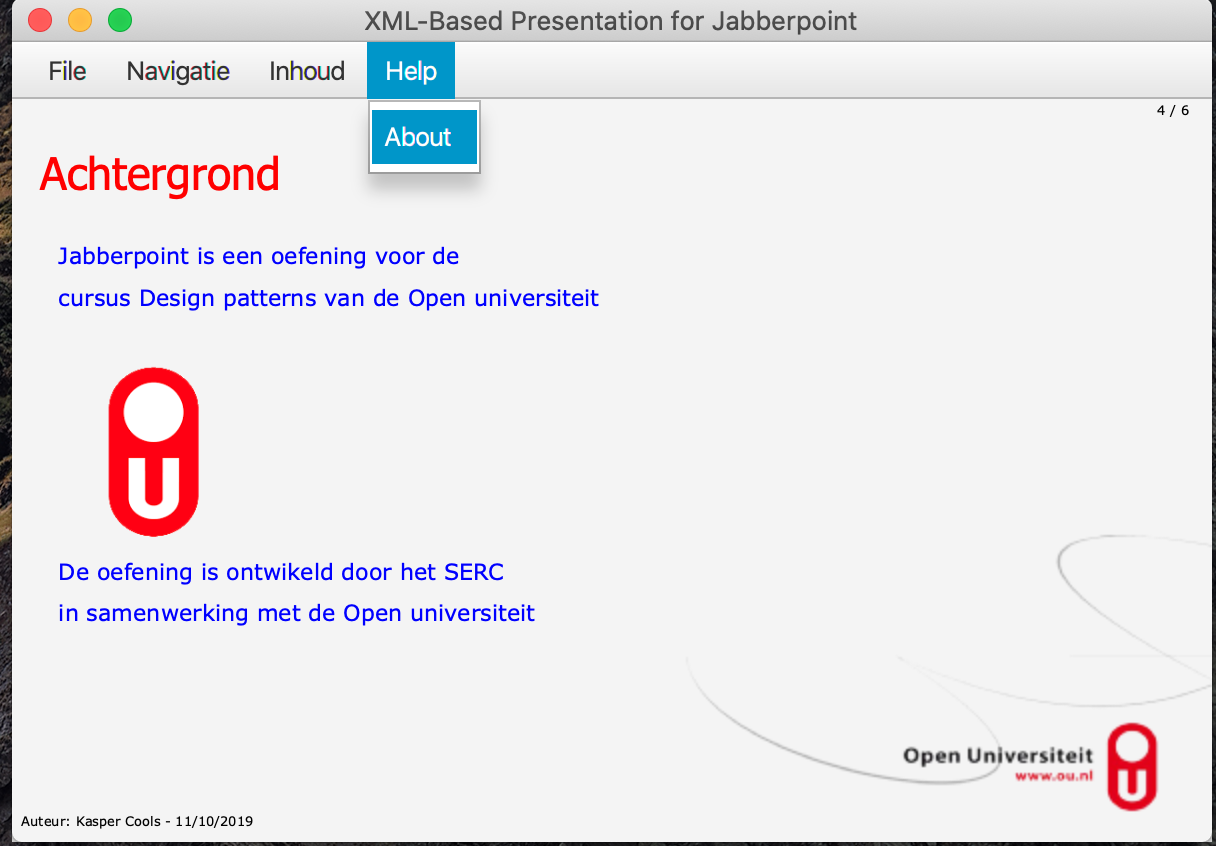 XML-Based Presentation for Jabberpoint
File Navigatie Inhoud Help
About
4 / 6
Achtergrond
Jabberpoint is een oefening voor de
cursus Design patterns van de Open universiteit
OU
De oefening is ontwikeld door het SERC
in samenwerking met de Open universiteit
Open Universiteit
www.ou.nl
OU
Auteur: Kasper Cools - 11/10/2019